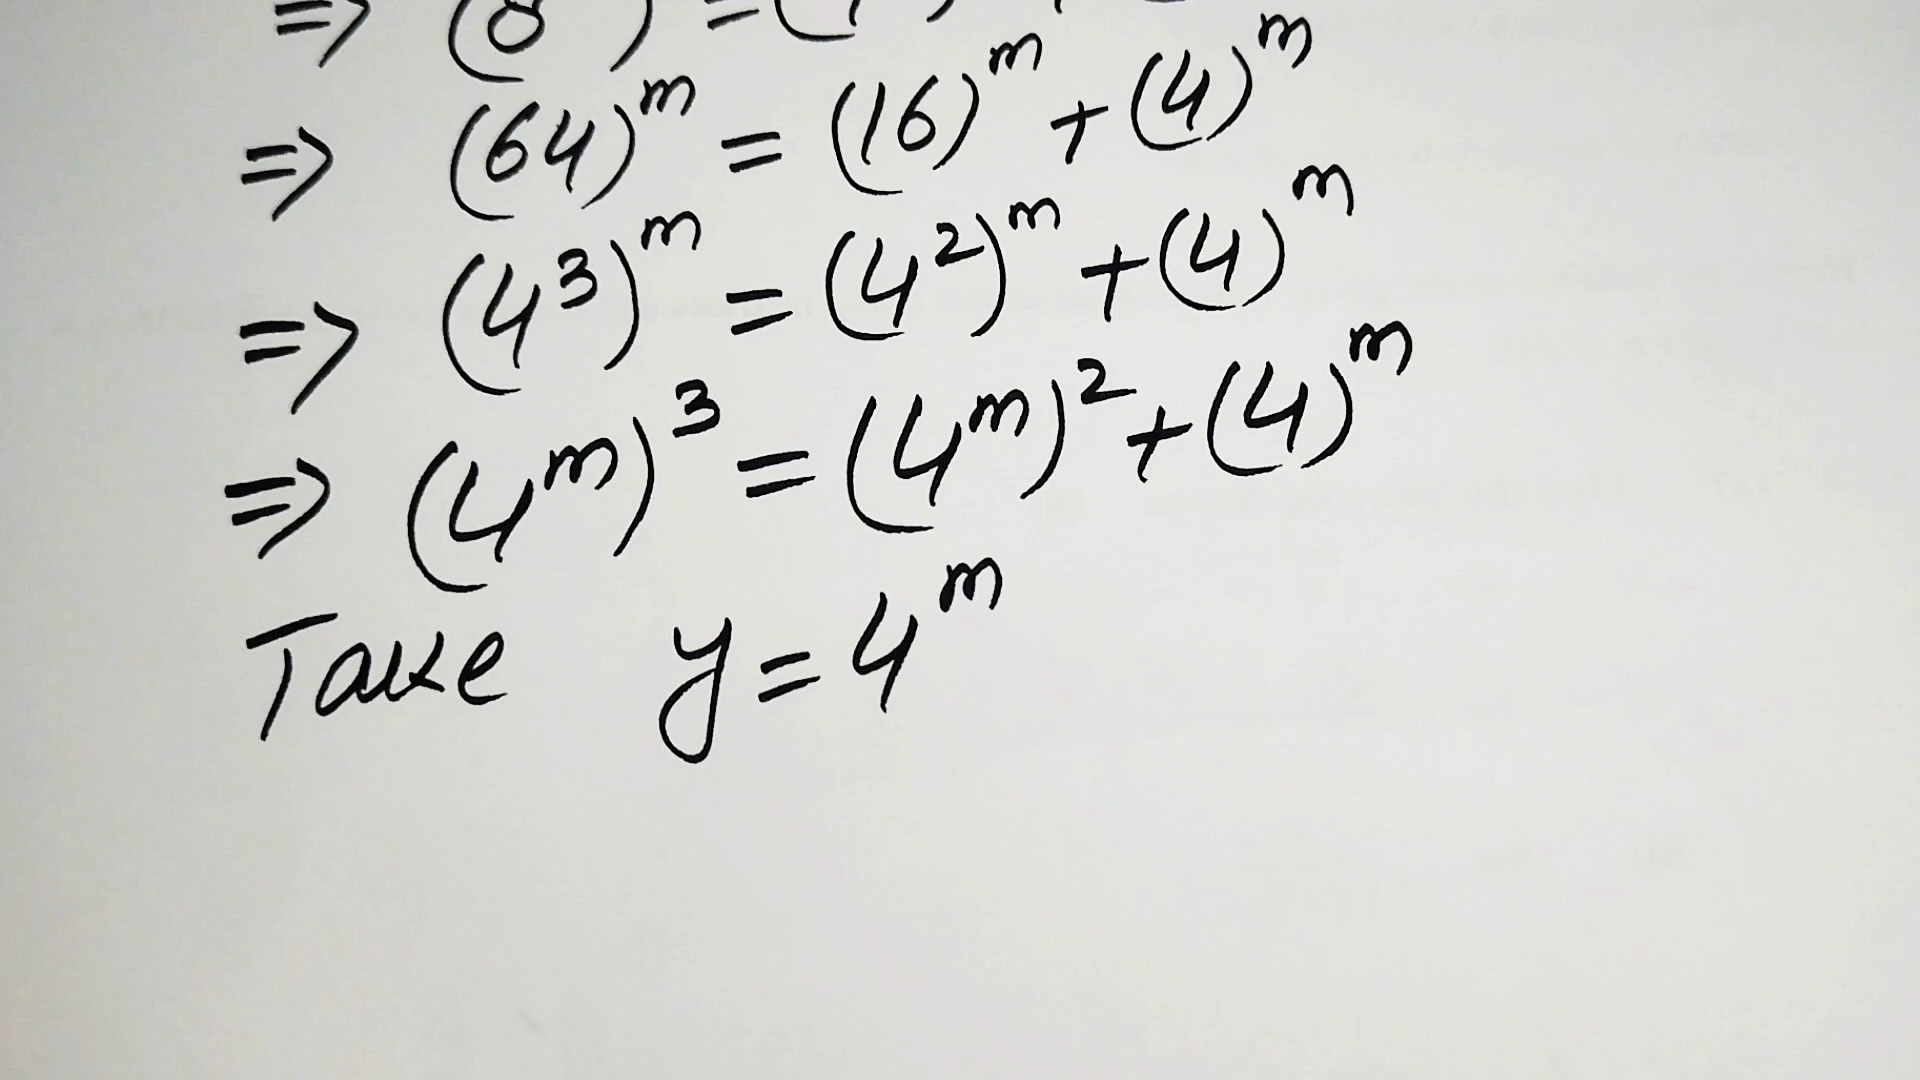 => (64)^m = (16)^m + (4)^m
=> (4^3)^m = (4^2)^m + (4)^m
=> (4^m)^3 = (4^m)^2 + (4)^m
Take y = 4^m